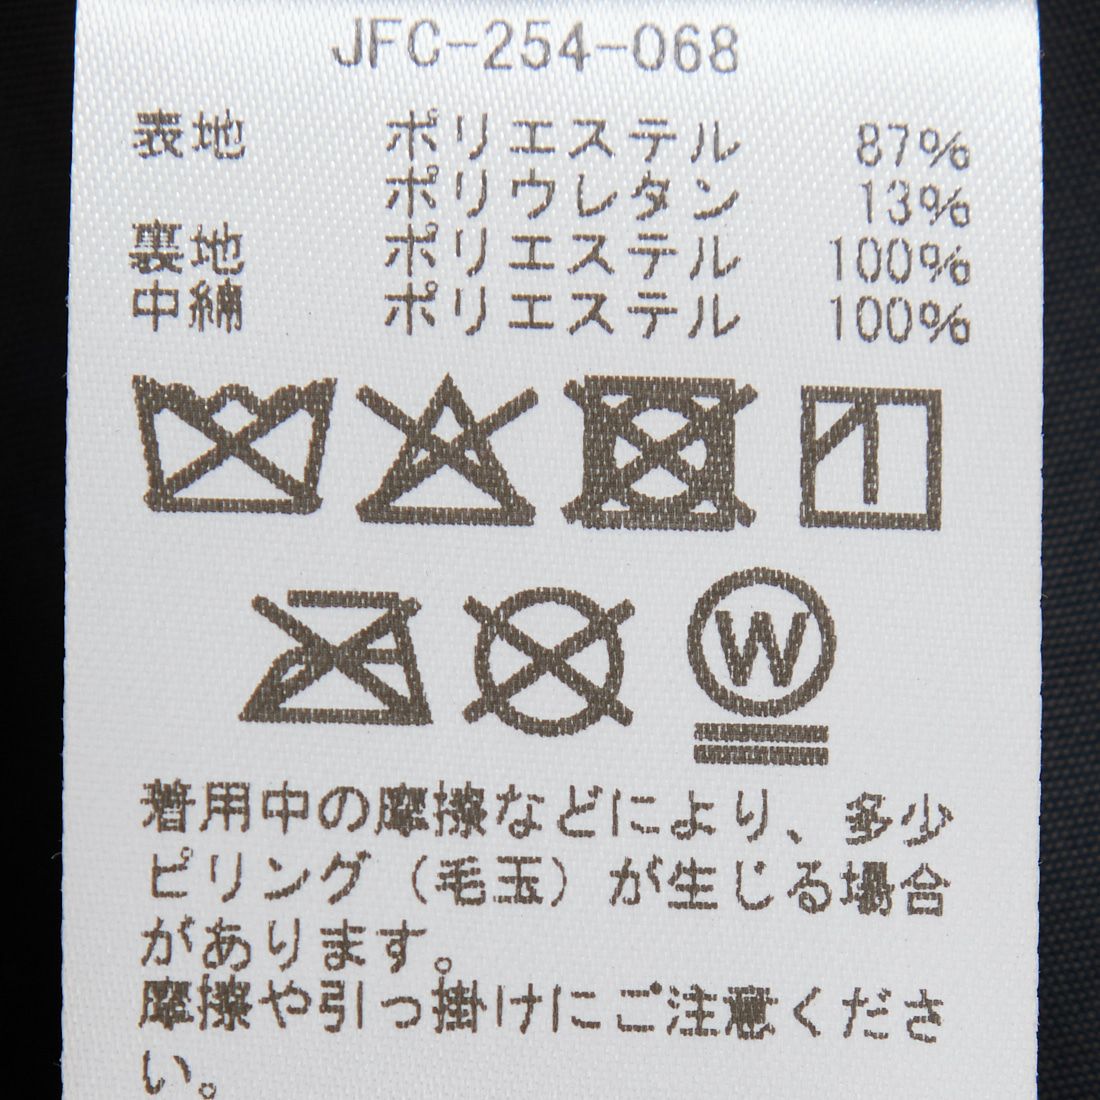 JFC-254-068
表地 ポリエステル 87%
ポリウレタン 13%
裏地 ポリエステル 100%
中綿 ポリエステル 100%
W
着用中の摩擦などにより、多少
ピリング（毛玉）が生じる場合
があります。
摩擦や引っ掛けにご注意くださ
い。